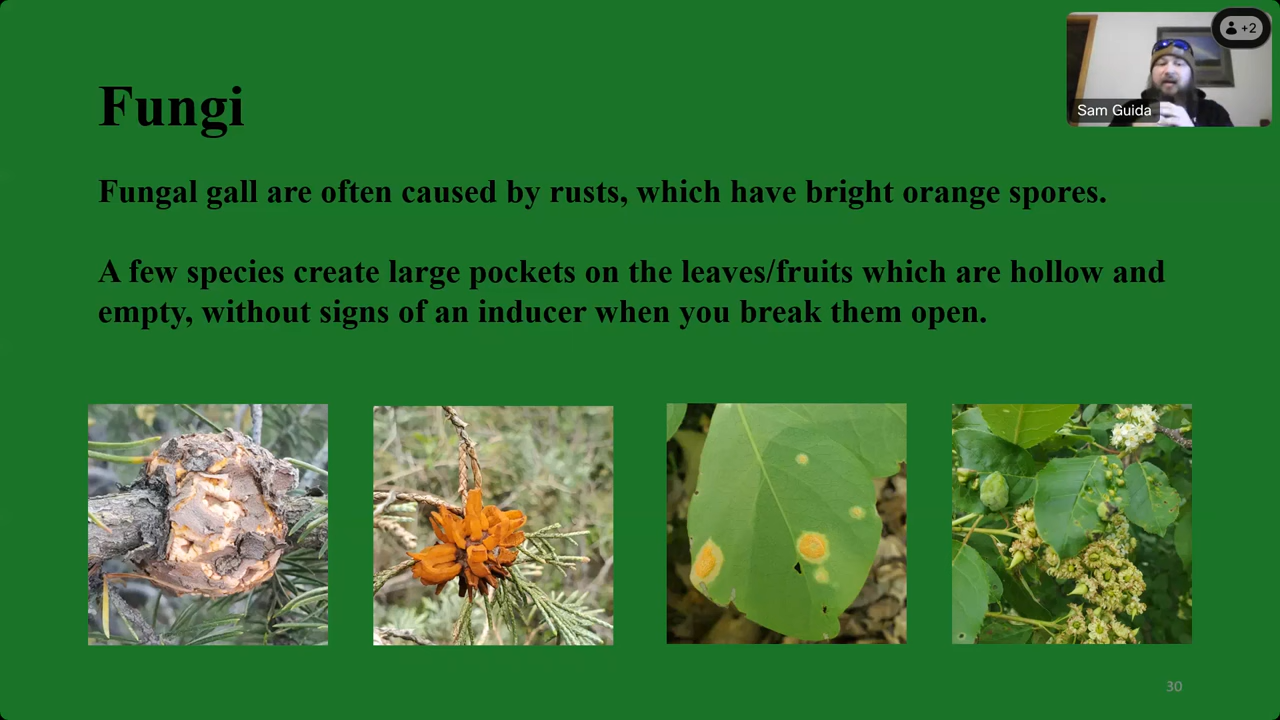 +2
Sam Guida
Fungi
Fungal gall are often caused by rusts, which have bright orange spores.
A few species create large pockets on the leaves/fruits which are hollow and
empty, without signs of an inducer when you break them open.
30